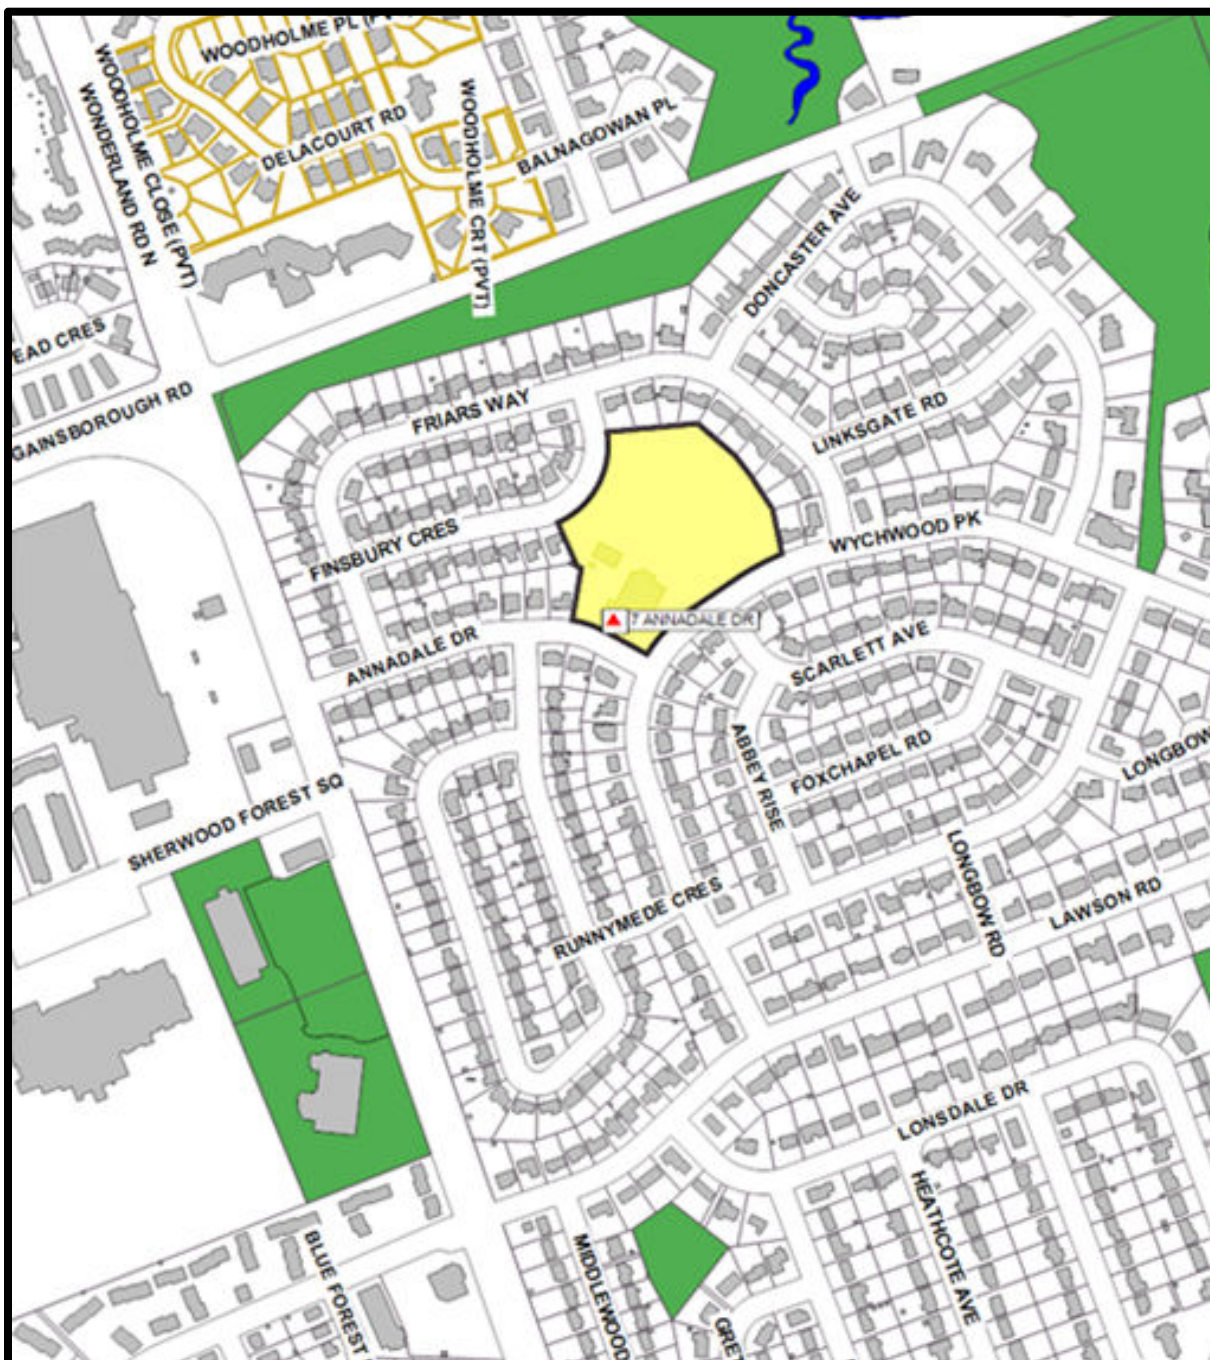 WOODHOLME PL (PVT)
WOODHOLME CLOSE (PVT)
WONDERLAND RD N
DELACOURT RD
WOODHOLME CRT (PVT)
BALNAGOWAN PL
DONCASTER AVE
EAD CRES
GAINSBOROUGH RD
FRIARS WAY
LINKSGATE RD
FINSBURY CRES
WYCHWOOD PK
7 ANNADALE DR
ANNADALE DR
SCARLETT AVE
ABBEY RISE
FOXCHAPEL RD
LONGBOW
SHERWOOD FOREST SQ
LONGBOW RD
RUNNYMEDE CRES
LAWSON RD
LONSDALE DR
HEATHCOTE AVE
BLUE FOREST
MIDDLEWOOD
GRET